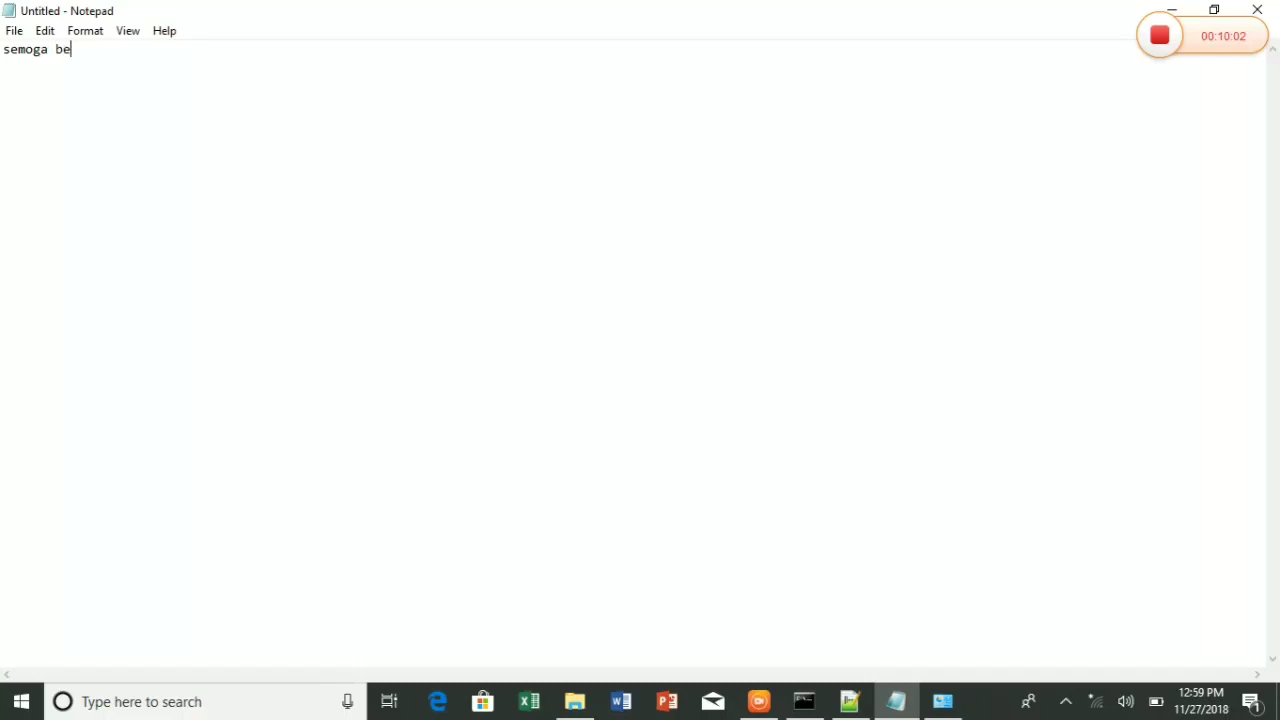 Untitled - Notepad
File Edit Format View Help
00:10:02
semoga be
Type here to search
12:59 PM
11/27/2018
1